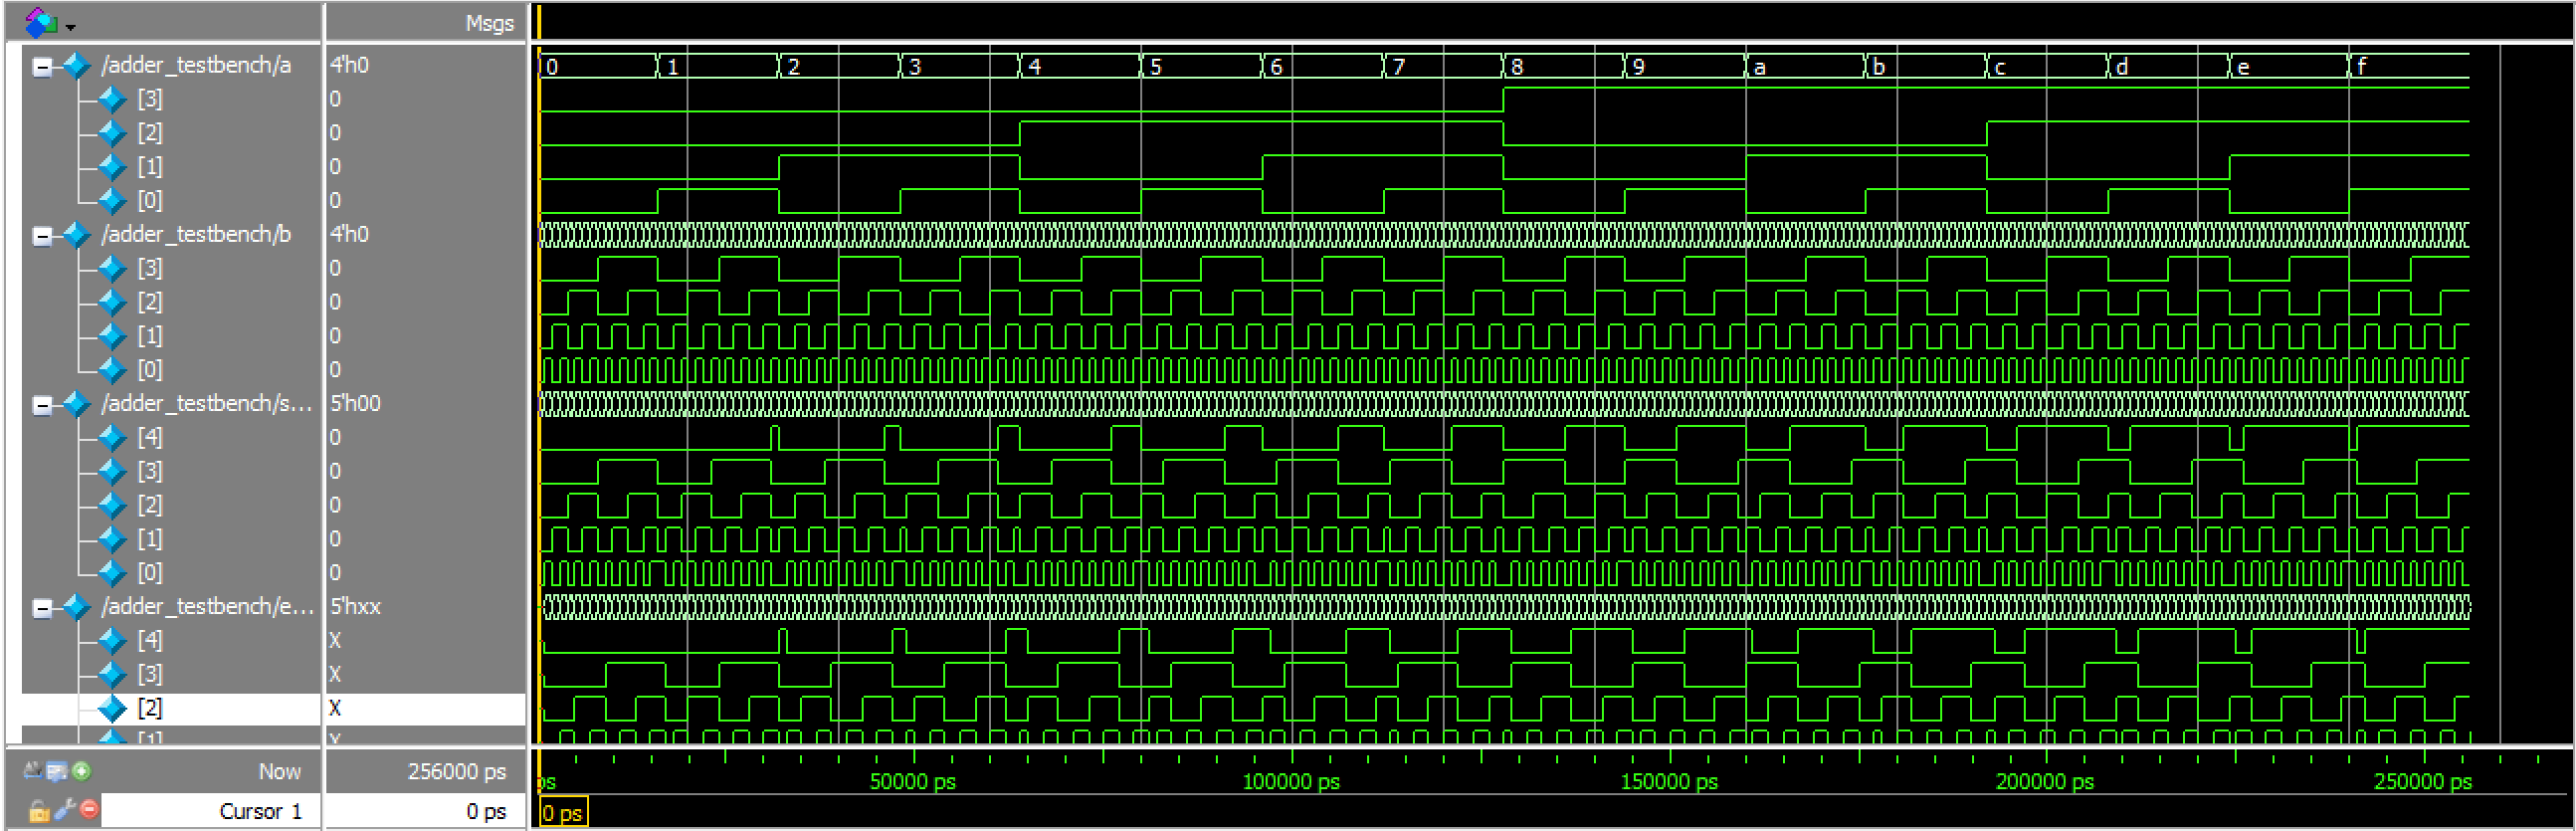 Msgs
/adder_testbench/a 4'h0 0 1 2 3 4 5 6 7 8 9 a b c d e f
[3] 0
[2] 0
[1] 0
[0] 0
/adder_testbench/b 4'h0
[3] 0
[2] 0
[1] 0
[0] 0
/adder_testbench/s... 5'h00
[4] 0
[3] 0
[2] 0
[1] 0
[0] 0
/adder_testbench/e... 5'hxx
[4] X
[3] X
[2] X
[1] X
Now 256000 ps ps 50000 ps 100000 ps 150000 ps 200000 ps 250000 ps
Cursor 1 0 ps 0 ps